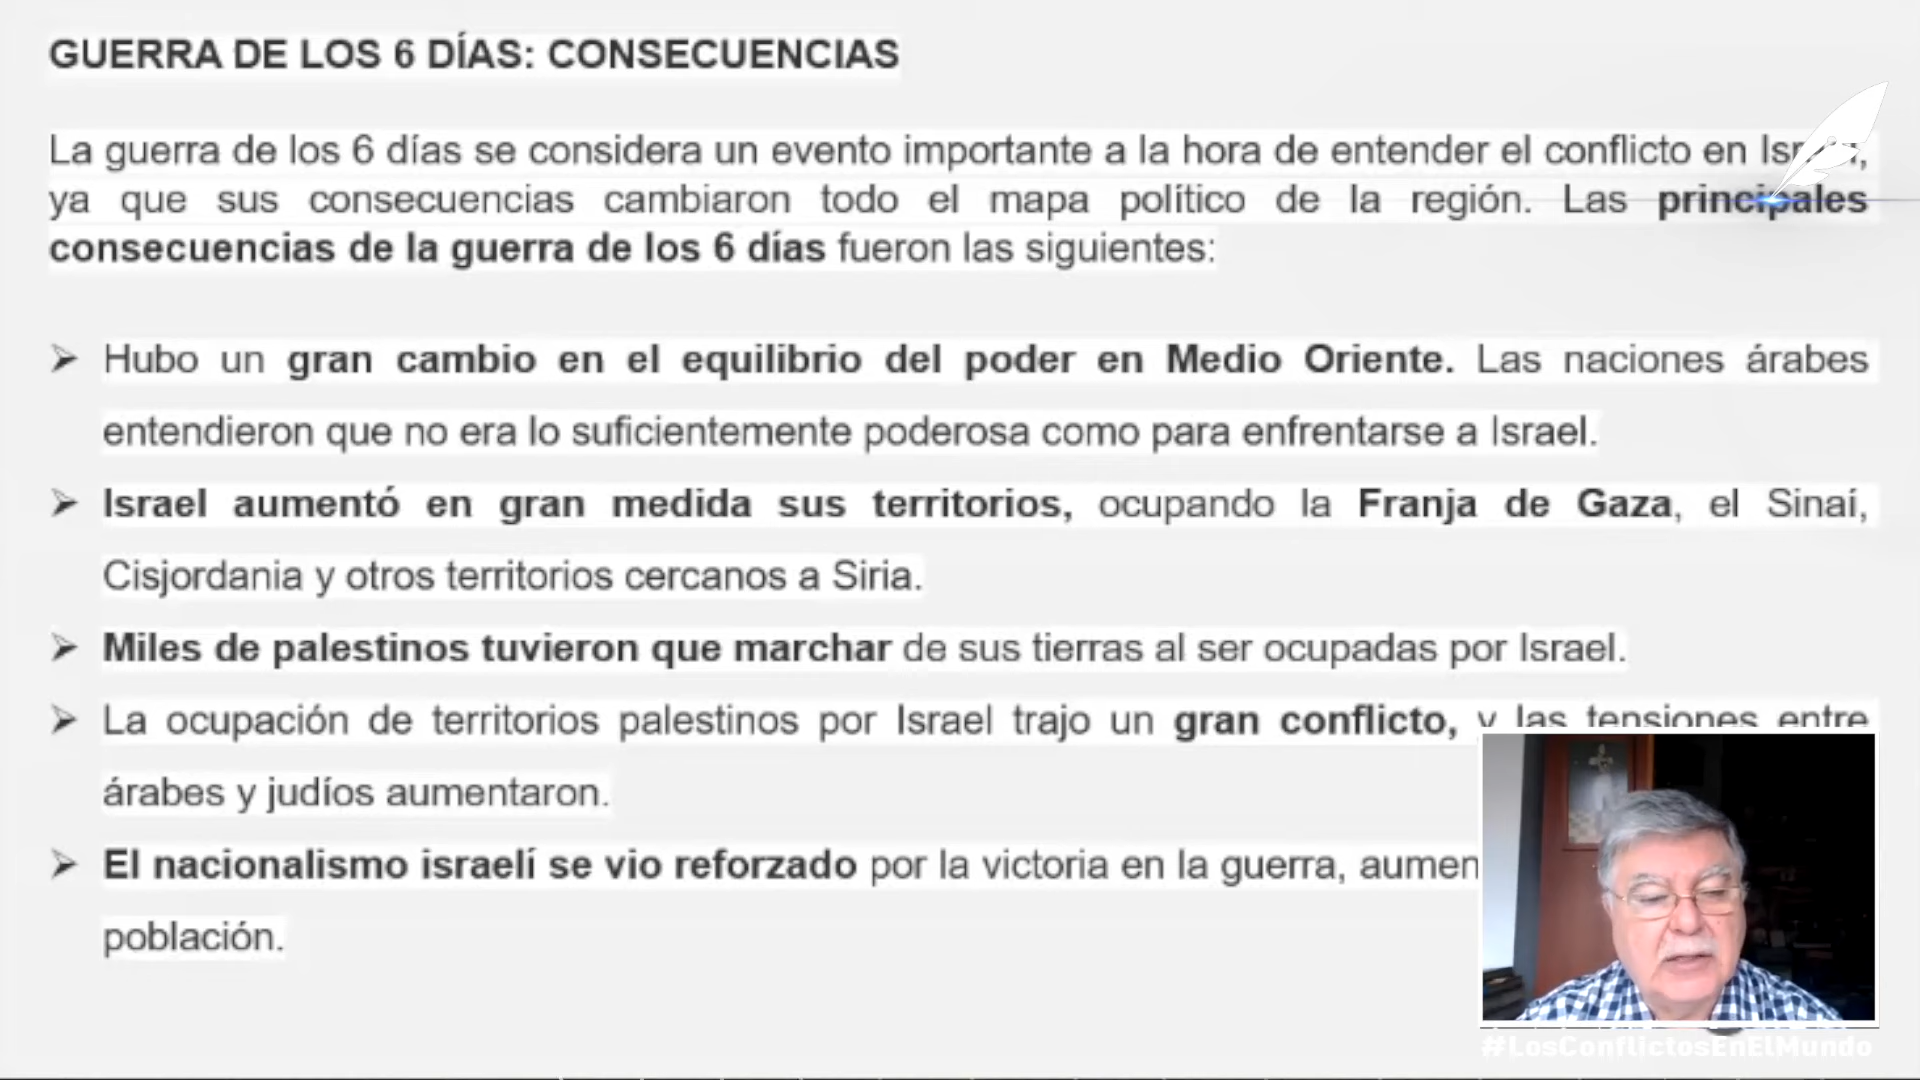 GUERRA DE LOS 6 DÍAS: CONSECUENCIAS
La guerra de los 6 días se considera un evento importante a la hora de entender el conflicto en
ya que sus consecuencias cambiaron todo el mapa político de la región. Las principales
consecuencias de la guerra de los 6 días fueron las siguientes:
➢ Hubo un gran cambio en el equilibrio del poder en Medio Oriente. Las naciones árabes
entendieron que no era lo suficientemente poderosa como para enfrentarse a Israel.
➢ Israel aumentó en gran medida sus territorios, ocupando la Franja de Gaza, el Sinaí,
Cisjordania y otros territorios cercanos a Siria.
➢ Miles de palestinos tuvieron que marchar de sus tierras al ser ocupadas por Israel.
➢ La ocupación de territorios palestinos por Israel trajo un gran conflicto, y las tensiones entre
árabes y judíos aumentaron.
➢ El nacionalismo israelí se vio reforzado por la victoria en la guerra, aumen
población.
#LosConflictosEnElMundo